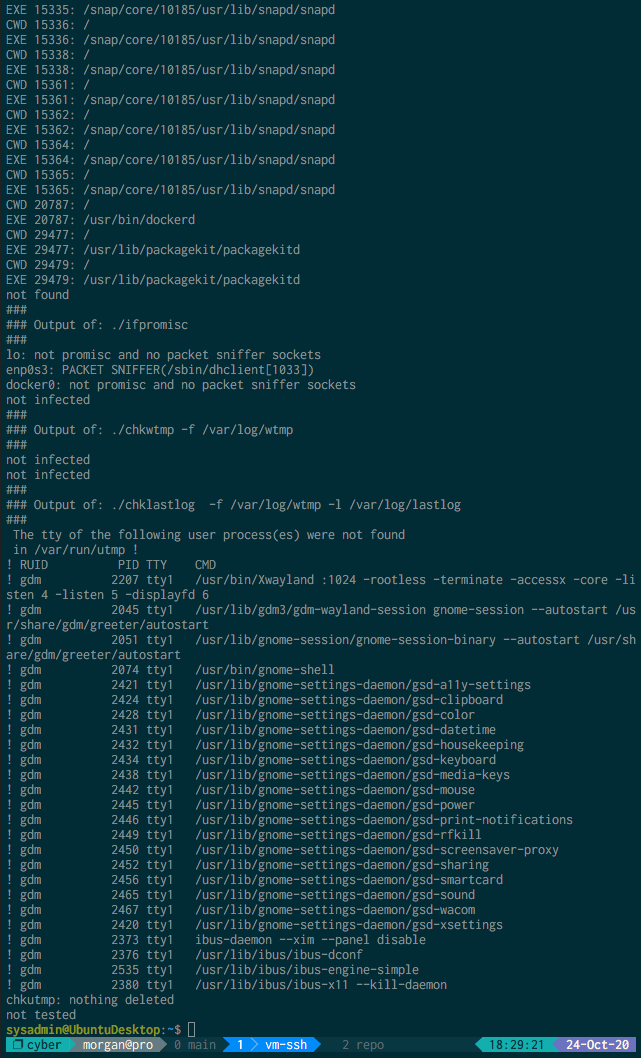 EXE 15335: /snap/core/10185/usr/lib/snapd/snapd
CWD 15336: /
EXE 15336: /snap/core/10185/usr/lib/snapd/snapd
CWD 15338: /
EXE 15338: /snap/core/10185/usr/lib/snapd/snapd
CWD 15361: /
EXE 15361: /snap/core/10185/usr/lib/snapd/snapd
CWD 15362: /
EXE 15362: /snap/core/10185/usr/lib/snapd/snapd
CWD 15364: /
EXE 15364: /snap/core/10185/usr/lib/snapd/snapd
CWD 15365: /
EXE 15365: /snap/core/10185/usr/lib/snapd/snapd
CWD 20787: /
EXE 20787: /usr/bin/dockerd
CWD 29477: /
EXE 29477: /usr/lib/packagekit/packagekitd
CWD 29479: /
EXE 29479: /usr/lib/packagekit/packagekitd
not found
###
### Output of: ./ifpromisc
###
lo: not promisc and no packet sniffer sockets
enp0s3: PACKET SNIFFER(/sbin/dhclient[1033])
docker0: not promisc and no packet sniffer sockets
not infected
###
### Output of: ./chkwtmp -f /var/log/wtmp
###
not infected
not infected
###
### Output of: ./chklastlog  -f /var/log/wtmp -l /var/log/lastlog
###
 The tty of the following user process(es) were not found
 in /var/run/utmp !
! RUID          PID TTY    CMD
! gdm          2207 tty1   /usr/bin/Xwayland :1024 -rootless -terminate -accessx -core -li
sten 4 -listen 5 -displayfd 6
! gdm          2045 tty1   /usr/lib/gdm3/gdm-wayland-session gnome-session --autostart /us
r/share/gdm/greeter/autostart
! gdm          2051 tty1   /usr/lib/gnome-session/gnome-session-binary --autostart /usr/sh
are/gdm/greeter/autostart
! gdm          2074 tty1   /usr/bin/gnome-shell
! gdm          2421 tty1   /usr/lib/gnome-settings-daemon/gsd-a11y-settings
! gdm          2424 tty1   /usr/lib/gnome-settings-daemon/gsd-clipboard
! gdm          2428 tty1   /usr/lib/gnome-settings-daemon/gsd-color
! gdm          2431 tty1   /usr/lib/gnome-settings-daemon/gsd-datetime
! gdm          2432 tty1   /usr/lib/gnome-settings-daemon/gsd-housekeeping
! gdm          2434 tty1   /usr/lib/gnome-settings-daemon/gsd-keyboard
! gdm          2438 tty1   /usr/lib/gnome-settings-daemon/gsd-media-keys
! gdm          2442 tty1   /usr/lib/gnome-settings-daemon/gsd-mouse
! gdm          2445 tty1   /usr/lib/gnome-settings-daemon/gsd-power
! gdm          2446 tty1   /usr/lib/gnome-settings-daemon/gsd-print-notifications
! gdm          2449 tty1   /usr/lib/gnome-settings-daemon/gsd-rfkill
! gdm          2450 tty1   /usr/lib/gnome-settings-daemon/gsd-screensaver-proxy
! gdm          2452 tty1   /usr/lib/gnome-settings-daemon/gsd-sharing
! gdm          2456 tty1   /usr/lib/gnome-settings-daemon/gsd-smartcard
! gdm          2465 tty1   /usr/lib/gnome-settings-daemon/gsd-sound
! gdm          2467 tty1   /usr/lib/gnome-settings-daemon/gsd-wacom
! gdm          2420 tty1   /usr/lib/gnome-settings-daemon/gsd-xsettings
! gdm          2373 tty1   ibus-daemon --xim --panel disable
! gdm          2376 tty1   /usr/lib/ibus/ibus-dconf
! gdm          2535 tty1   /usr/lib/ibus/ibus-engine-simple
! gdm          2380 tty1   /usr/lib/ibus/ibus-x11 --kill-daemon
chkutmp: nothing deleted
not tested
sysadmin@UbuntuDesktop:~$
cyber morgan@pro 0 main 1 vm-ssh 2 repo 18:29:21 24-Oct-20